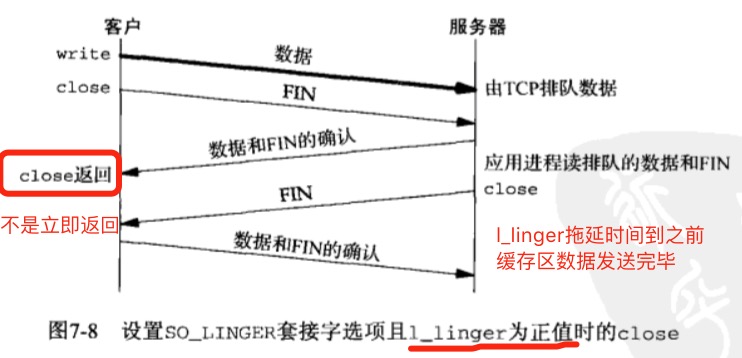 客户
服务器
write
数据
close
FIN
由TCP排队数据
数据和FIN的确认
close返回
应用进程读排队的数据和FIN
close
不是立即返回
FIN
l_linger拖延时间到之前
缓存区数据发送完毕
数据和FIN的确认
图7-8 设置SO_LINGER套接字选项且l_linger为正值时的close